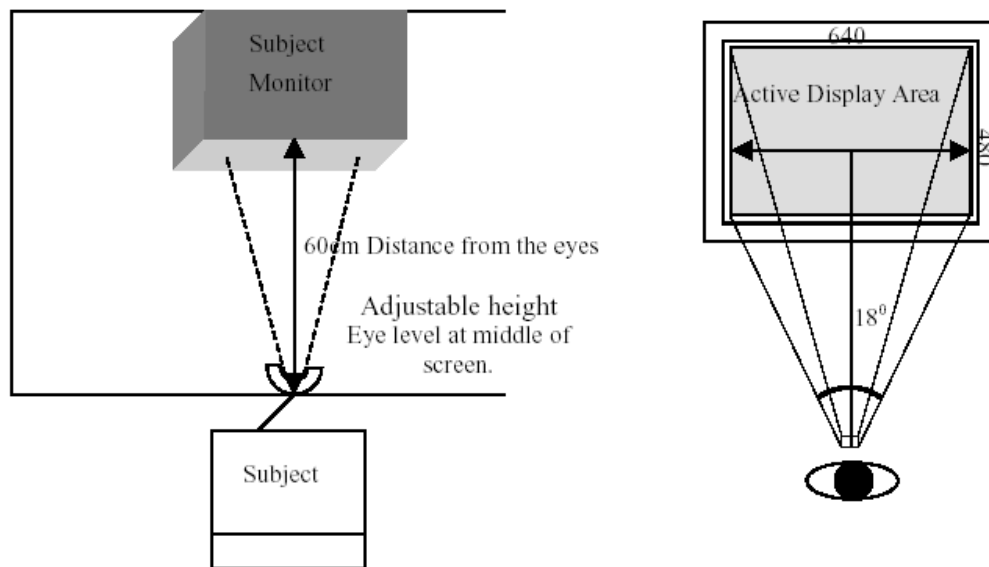 Subject
Monitor
60cm Distance from the eyes
Adjustable height
Eye level at middle of
screen.
Subject
640
Active Display Area
480
18⁰